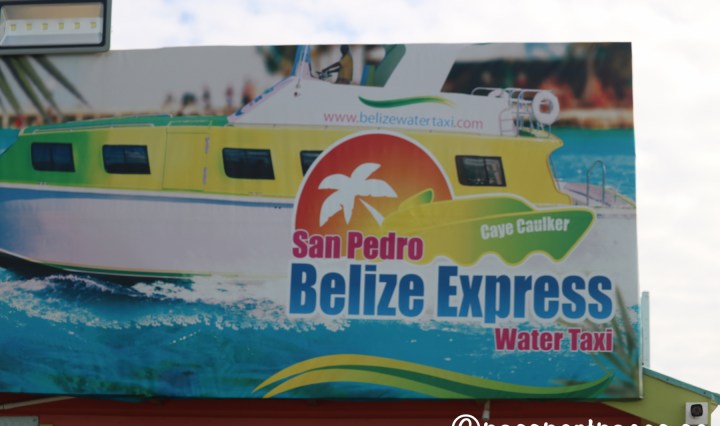 www.belizewatertaxi.com
Caye Caulker
San Pedro
Belize Express
Water Taxi